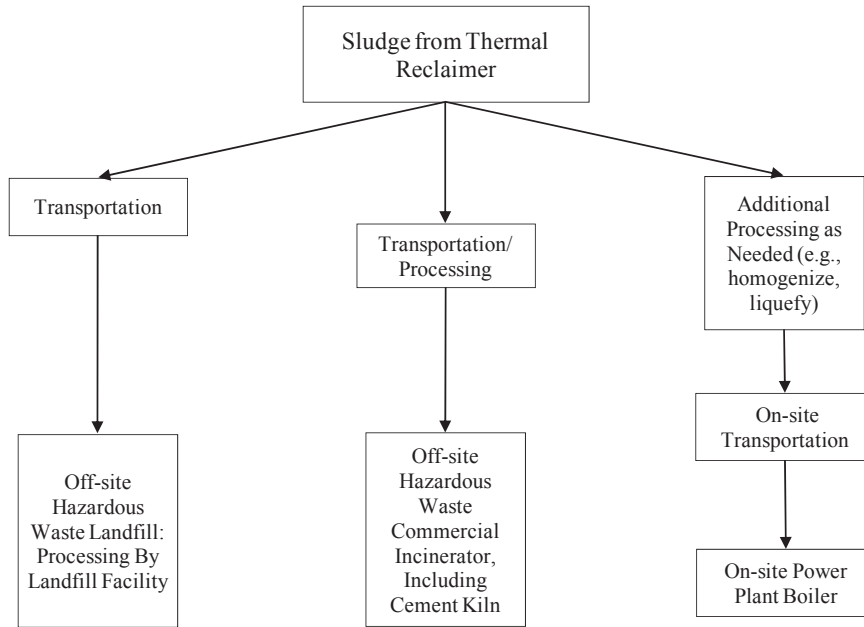 Sludge from Thermal
Reclaimer
Transportation
Transportation/
Processing
Additional
Processing as
Needed (e.g.,
homogenize,
liquefy)
On-site
Transportation
Off-site
Hazardous
Waste Landfill:
Processing By
Landfill Facility
Off-site
Hazardous
Waste
Commercial
Incinerator,
Including
Cement Kiln
On-site Power
Plant Boiler